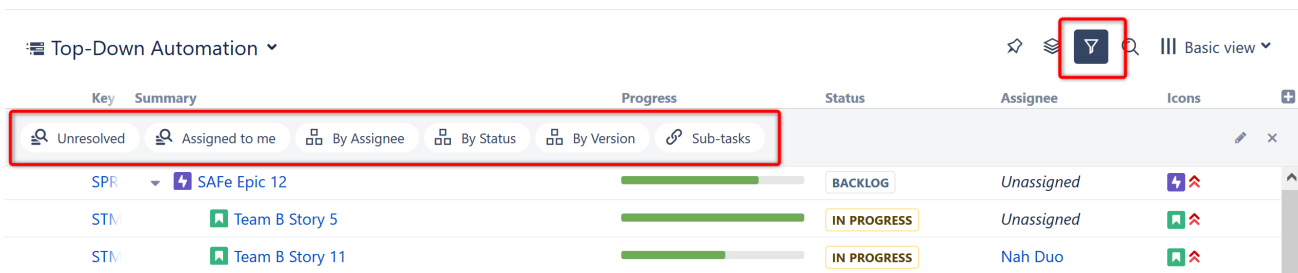 Top-Down Automation Basic view
Key Summary Progress Status Assignee Icons
Unresolved Assigned to me By Assignee By Status By Version Sub-tasks
SPR SAFe Epic 12 BACKLOG Unassigned
STM Team B Story 5 IN PROGRESS Unassigned
STM Team B Story 11 IN PROGRESS Nah Duo